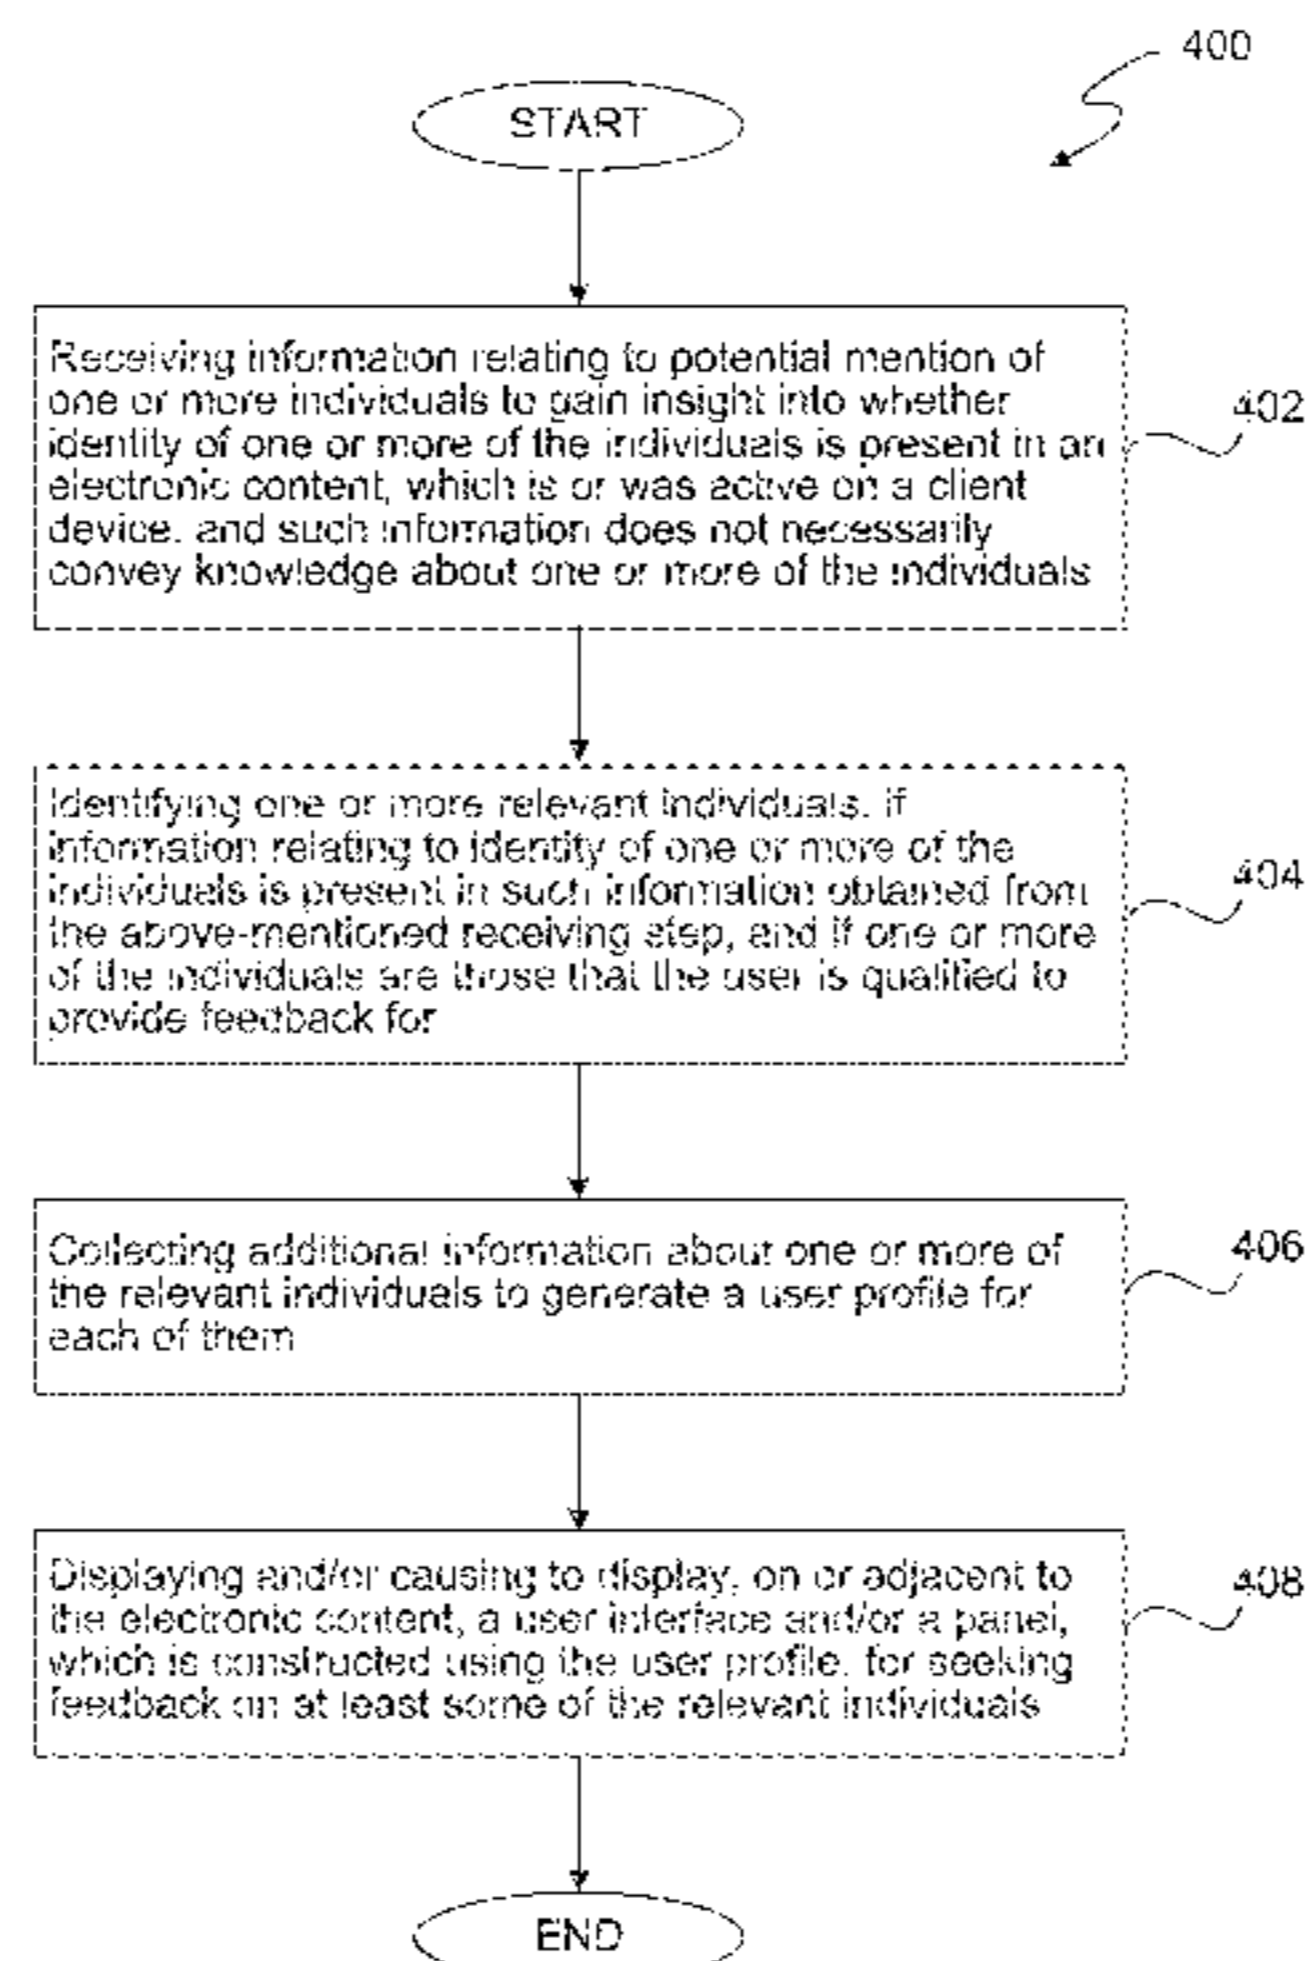 400
START
Receiving information relating to potential mention of
one or more individuals to gain insight into whether
identity of one or more of the individuals is present in an
electronic content, which is or was active on a client
device, and such information does not necessarily
convey knowledge about one or more of the individuals
402
Identifying one or more relevant individuals, if
information relating to identity of one or more of the
individuals is present in such information obtained from
the above-mentioned receiving step, and if one or more
of the individuals are those that the user is qualified to
provide feedback for
404
Collecting additional information about one or more of
the relevant individuals to generate a user profile for
each of them
406
Displaying and/or causing to display, on or adjacent to
the electronic content, a user interface and/or a panel,
which is constructed using the user profile, for seeking
feedback on at least some of the relevant individuals
408
END